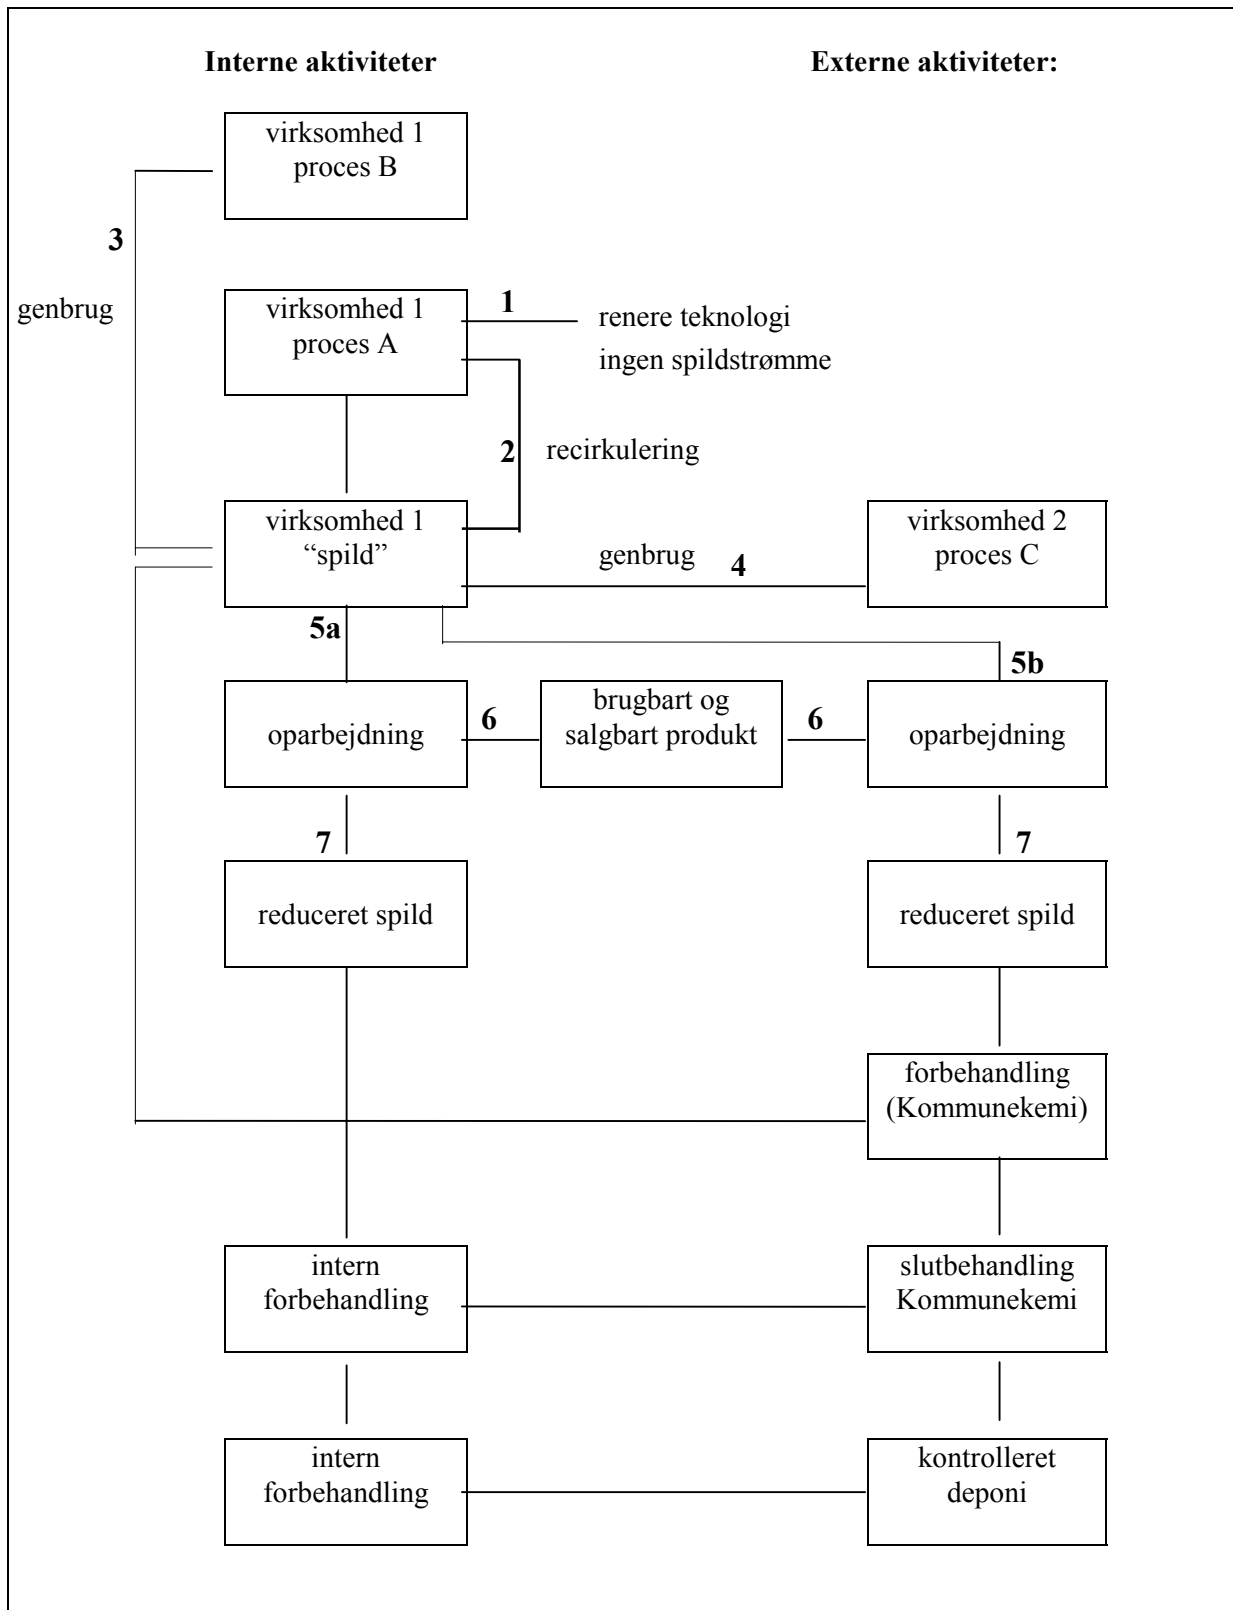 Interne aktiviteter
Externe aktiviteter:
virksomhed 1
proces B
3
genbrug
virksomhed 1
proces A
1
renere teknologi
ingen spildstrømme
2
recirkulering
virksomhed 1
“spild”
genbrug
4
virksomhed 2
proces C
5a
5b
oparbejdning
6
brugbart og
salgbart produkt
6
oparbejdning
7
7
reduceret spild
reduceret spild
forbehandling
(Kommunekemi)
intern
forbehandling
slutbehandling
Kommunekemi
intern
forbehandling
kontrolleret
deponi